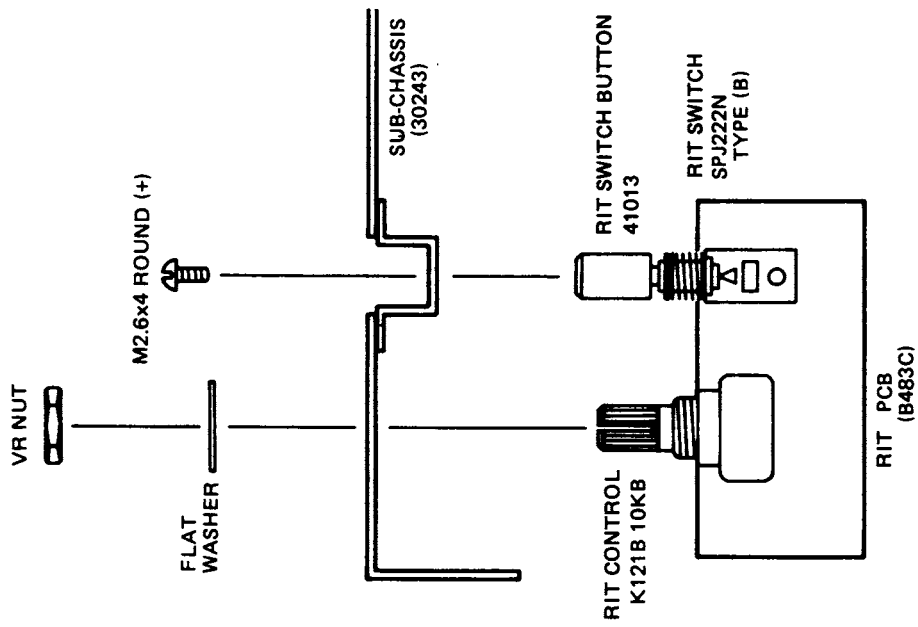 VR NUT
FLAT
WASHER
M2.6x4 ROUND (+)
SUB-CHASSIS
(30243)
RIT CONTROL
K121B 10KB
RIT SWITCH BUTTON
41013
RIT SWITCH
SPJ222N
TYPE (B)
RIT PCB
(B483C)